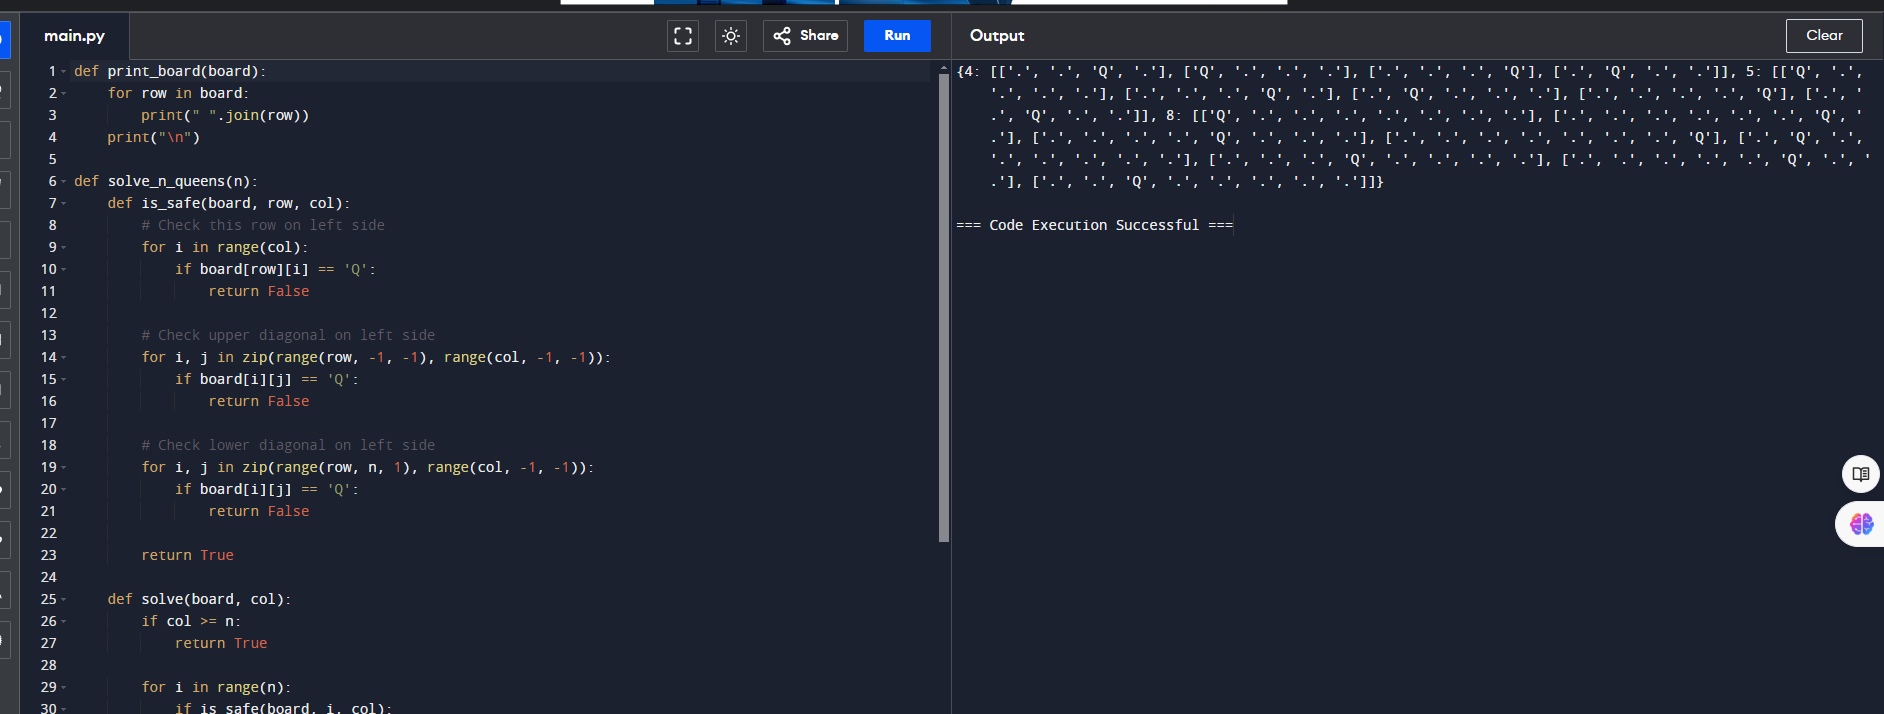 main.py
Share
Run
Output
Clear
1 def print_board(board):
2     for row in board:
3         print(" ".join(row))
4     print("\n")
5
6 def solve_n_queens(n):
7     def is_safe(board, row, col):
8         # Check this row on left side
9         for i in range(col):
10             if board[row][i] == 'Q':
11                 return False
12
13         # Check upper diagonal on left side
14         for i, j in zip(range(row, -1, -1), range(col, -1, -1)):
15             if board[i][j] == 'Q':
16                 return False
17
18         # Check lower diagonal on left side
19         for i, j in zip(range(row, n, 1), range(col, -1, -1)):
20             if board[i][j] == 'Q':
21                 return False
22
23         return True
24
25     def solve(board, col):
26         if col >= n:
27             return True
28
29         for i in range(n):
30             if is_safe(board, i, col):
{4: [['.', '.', 'Q', '.'], ['Q', '.', '.', '.'], ['.', '.', '.', 'Q'], ['.', 'Q', '.', '.']], 5: [['Q', '.',
'.', '.', '.'], ['.', '.', '.', 'Q', '.'], ['.', 'Q', '.', '.', '.'], ['.', '.', '.', '.', 'Q'], ['.', '
.', 'Q', '.', '.']], 8: [['Q', '.', '.', '.', '.', '.', '.', '.'], ['.', '.', '.', '.', '.', '.', 'Q', '
.'], ['.', '.', '.', '.', 'Q', '.', '.', '.'], ['.', '.', '.', '.', '.', '.', '.', 'Q'], ['.', 'Q', '.',
'.', '.', '.', '.', '.'], ['.', '.', '.', 'Q', '.', '.', '.', '.'], ['.', '.', '.', '.', '.', 'Q', '.', '
.'], ['.', '.', 'Q', '.', '.', '.', '.', '.']]}
=== Code Execution Successful ===